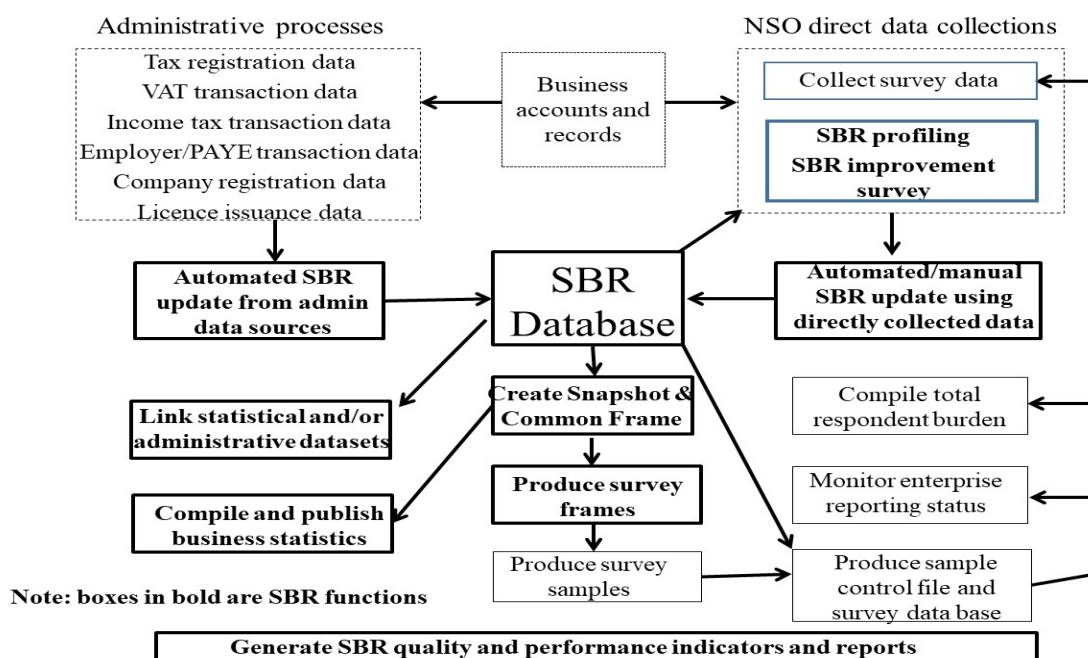 Administrative processes
NSO direct data collections
Tax registration data
VAT transaction data
Income tax transaction data
Employer/PAYE transaction data
Company registration data
Licence issuance data
Business
accounts and
records
Collect survey data
SBR profiling
SBR improvement
survey
Automated SBR
update from admin
data sources
SBR
Database
Automated/manual
SBR update using
directly collected data
Link statistical and/or
administrative datasets
Create Snapshot &
Common Frame
Compile total
respondent burden
Compile and publish
business statistics
Produce survey
frames
Monitor enterprise
reporting status
Produce survey
samples
Produce sample
control file and
survey data base
Note: boxes in bold are SBR functions
Generate SBR quality and performance indicators and reports